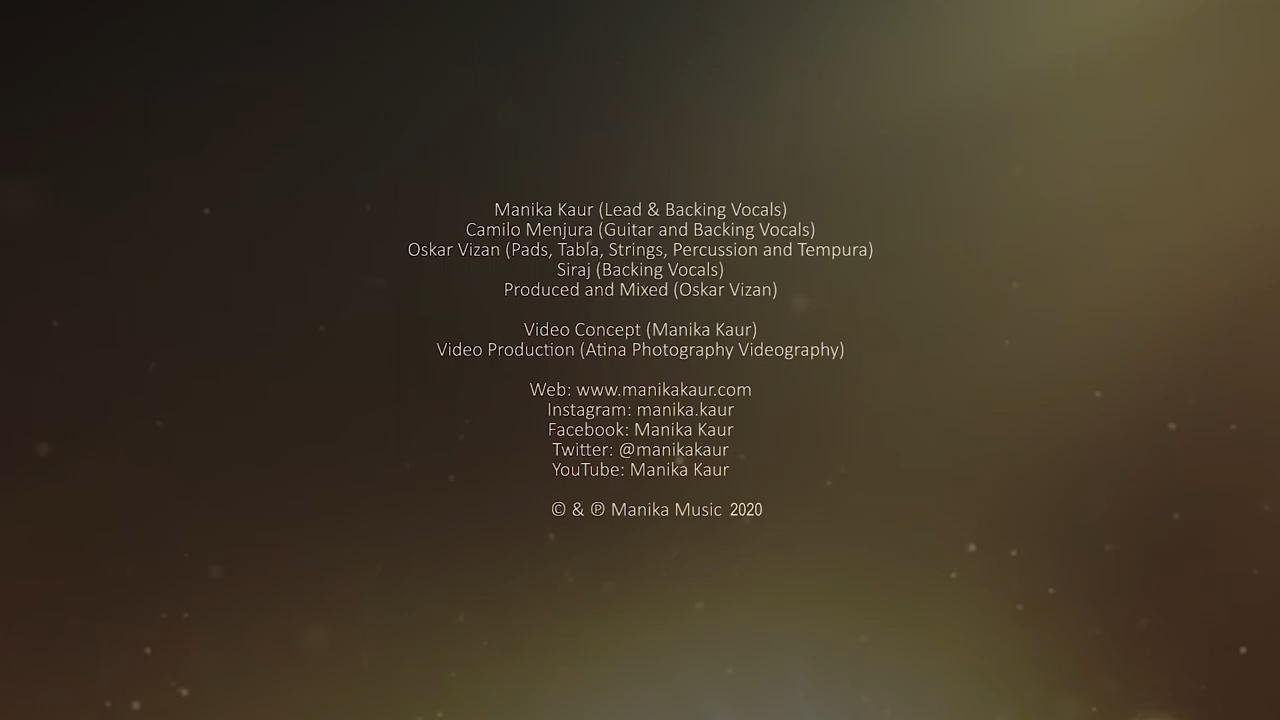 Manika Kaur (Lead & Backing Vocals)
Camilo Menjura (Guitar and Backing Vocals)
Oskar Vizan (Pads, Tabla, Strings, Percussion and Tempura)
Siraj (Backing Vocals)
Produced and Mixed (Oskar Vizan)
Video Concept (Manika Kaur)
Video Production (Atina Photography Videography)
Web: www.manikakaur.com
Instagram: manika.kaur
Facebook: Manika Kaur
Twitter: @manikakaur
YouTube: Manika Kaur
© & ℗ Manika Music 2020